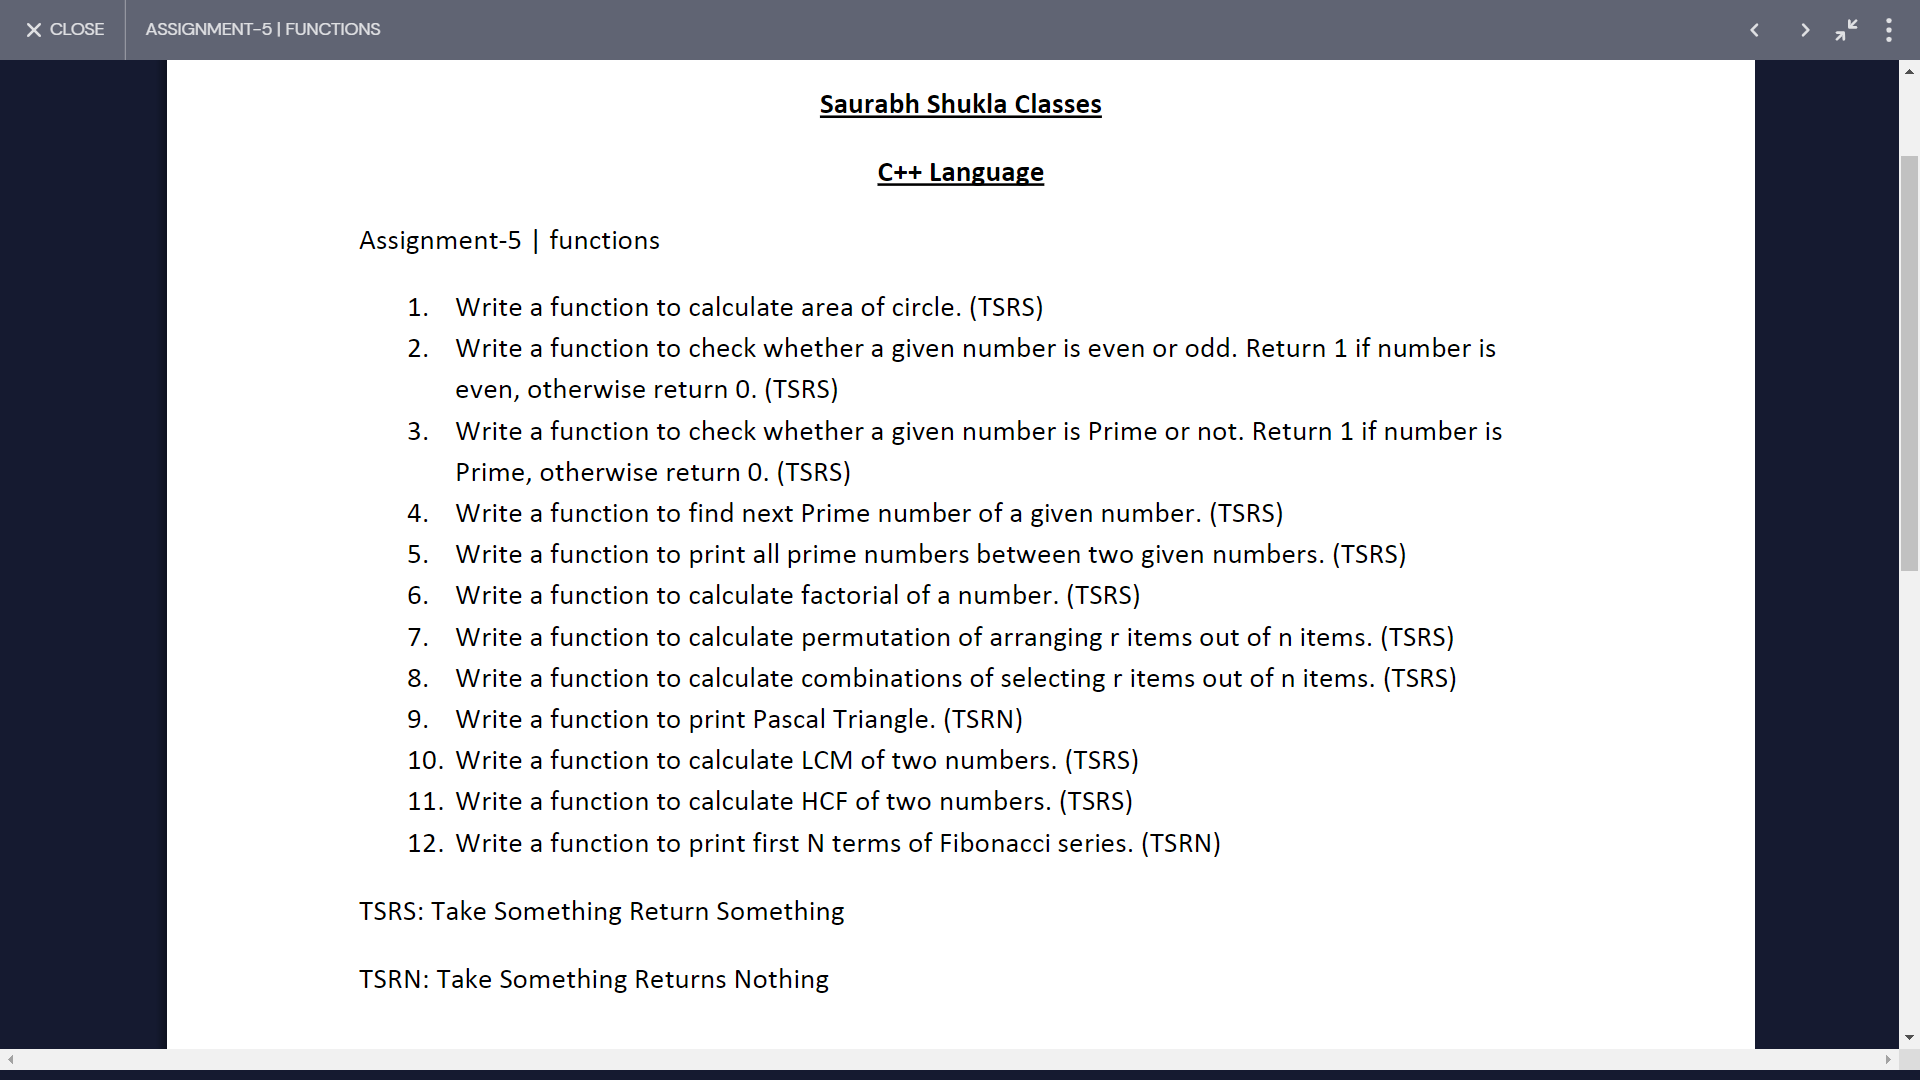 CLOSE
ASSIGNMENT-5 | FUNCTIONS
Saurabh Shukla Classes
C++ Language
Assignment-5 | functions
1. Write a function to calculate area of circle. (TSRS)
2. Write a function to check whether a given number is even or odd. Return 1 if number is
even, otherwise return 0. (TSRS)
3. Write a function to check whether a given number is Prime or not. Return 1 if number is
Prime, otherwise return 0. (TSRS)
4. Write a function to find next Prime number of a given number. (TSRS)
5. Write a function to print all prime numbers between two given numbers. (TSRS)
6. Write a function to calculate factorial of a number. (TSRS)
7. Write a function to calculate permutation of arranging r items out of n items. (TSRS)
8. Write a function to calculate combinations of selecting r items out of n items. (TSRS)
9. Write a function to print Pascal Triangle. (TSRN)
10. Write a function to calculate LCM of two numbers. (TSRS)
11. Write a function to calculate HCF of two numbers. (TSRS)
12. Write a function to print first N terms of Fibonacci series. (TSRN)
TSRS: Take Something Return Something
TSRN: Take Something Returns Nothing